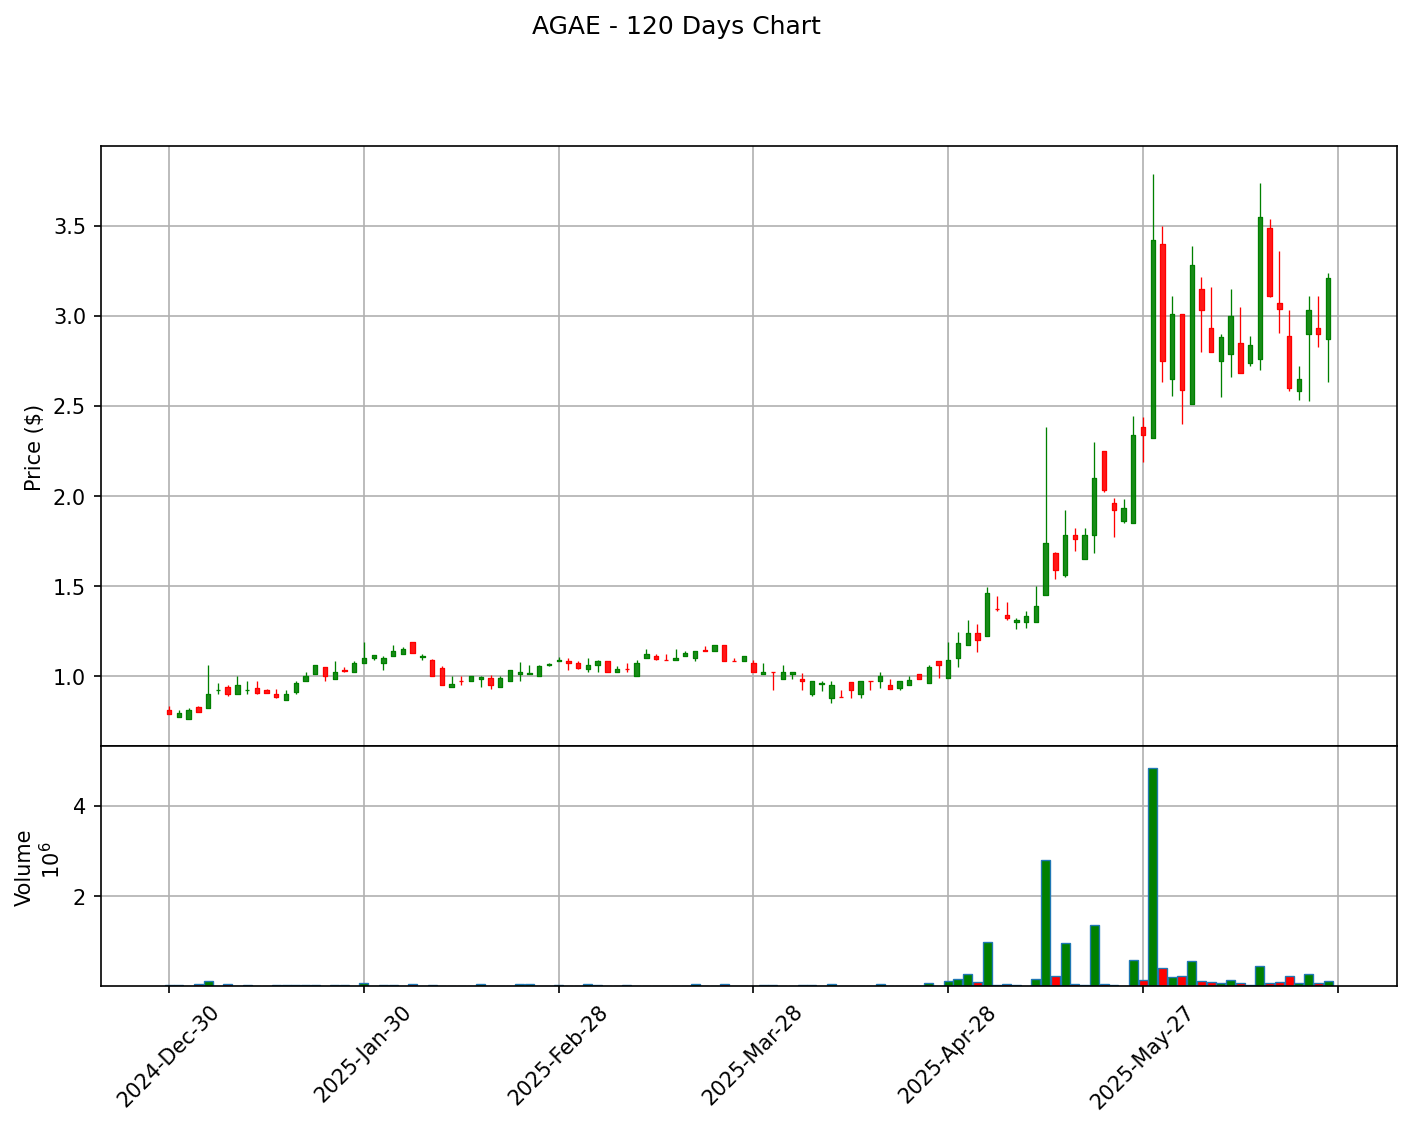 AGAE - 120 Days Chart
Price ($)
3.5
3.0
2.5
2.0
1.5
1.0
Volume
10^6
4
2
2024-Dec-30
2025-Jan-30
2025-Feb-28
2025-Mar-28
2025-Apr-28
2025-May-27